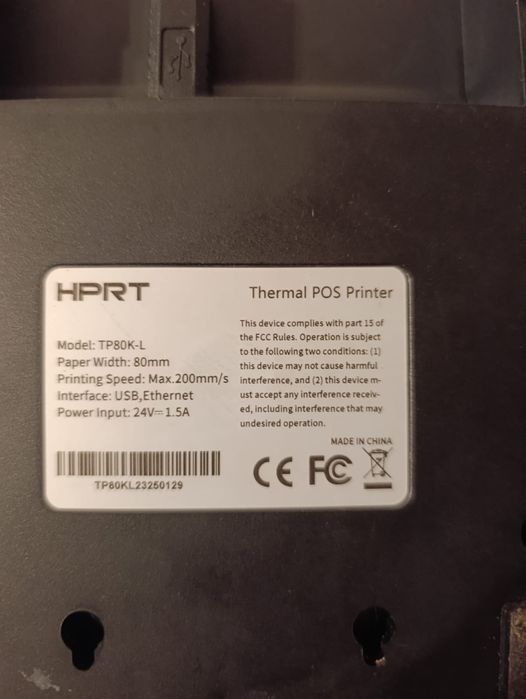 HPRT
Thermal POS Printer
Model: TP80K-L
Paper Width: 80mm
Printing Speed: Max.200mm/s
Interface: USB,Ethernet
Power Input: 24V⎓1.5A
TP80KL23250129
This device complies with part 15 of
the FCC Rules. Operation is subject
to the following two conditions: (1)
this device may not cause harmful
interference, and (2) this device m-
ust accept any interference receiv-
ed, including interference that may
undesired operation.
MADE IN CHINA
CE FC